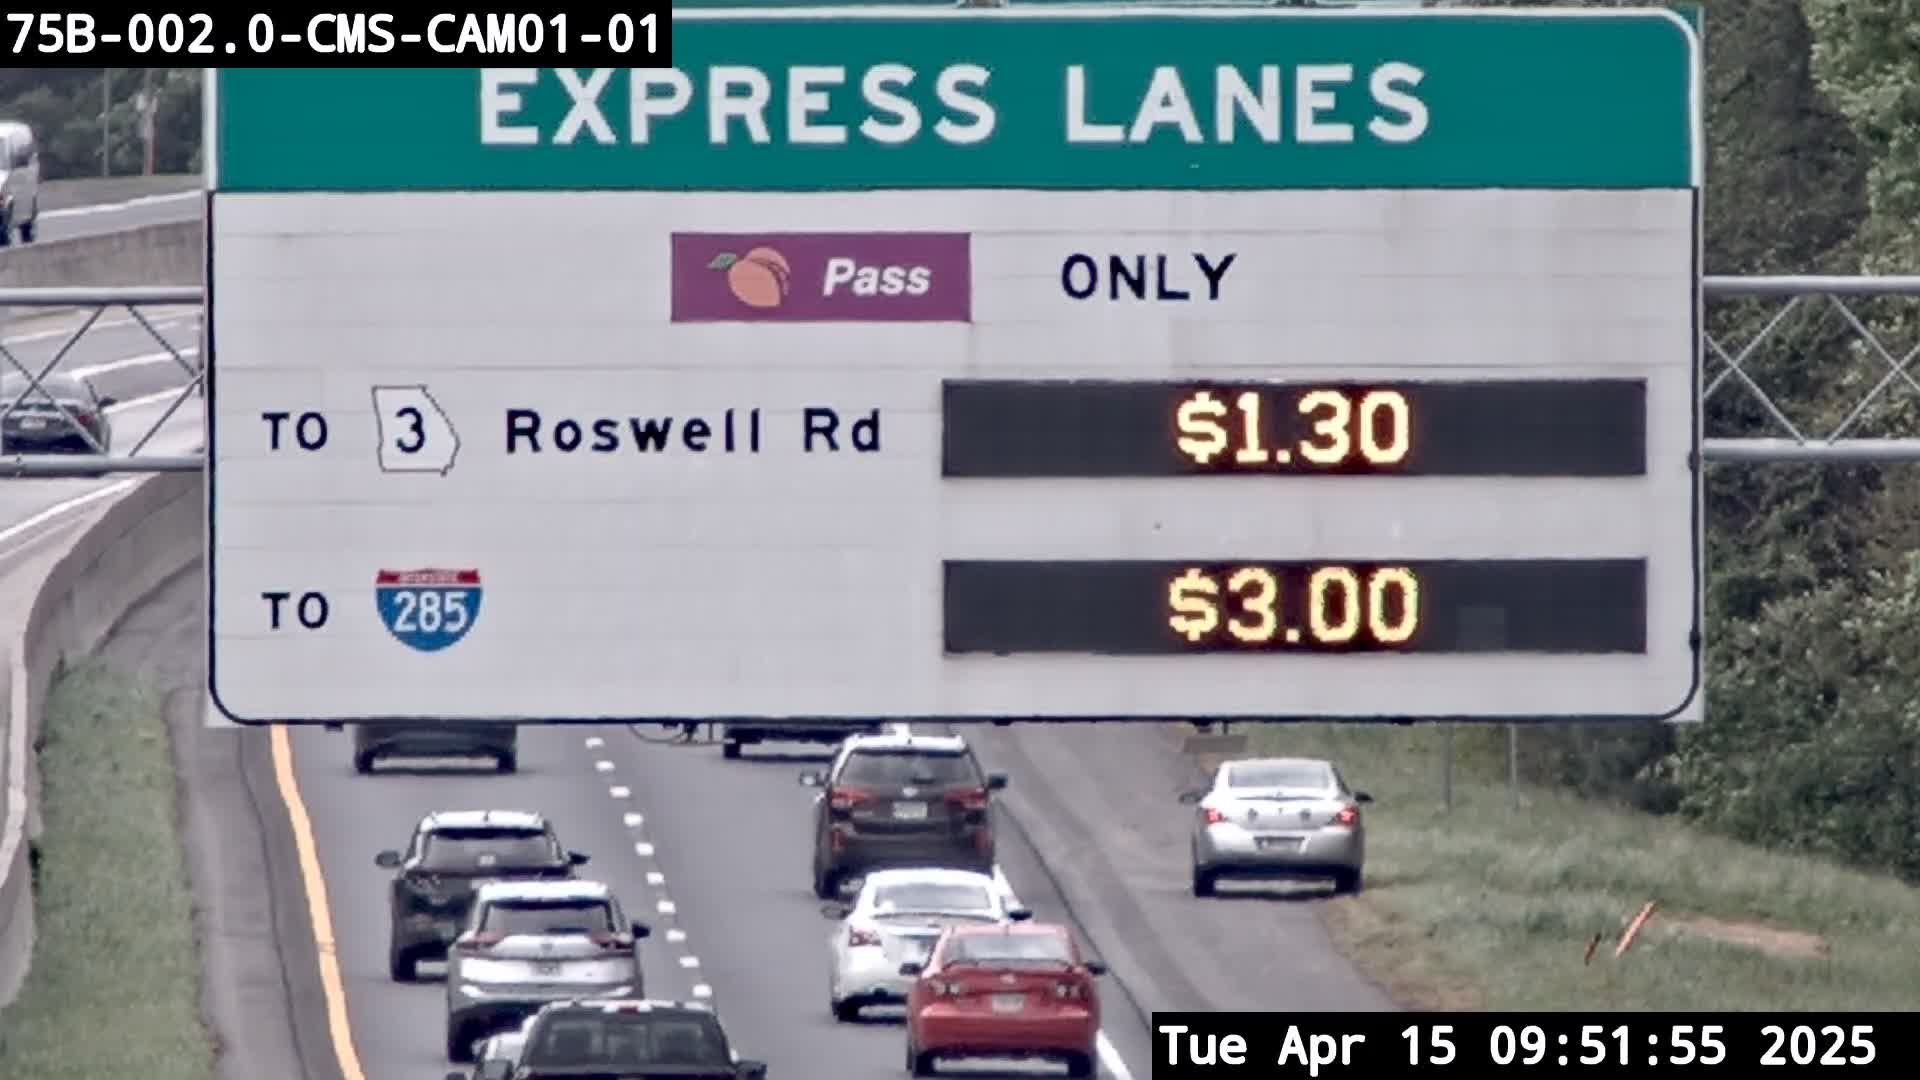 75B-002.0-CMS-CAM01-01
EXPRESS LANES
Pass ONLY
TO 3 Roswell Rd $1.30
TO 285 $3.00
Tue Apr 15 09:51:55 2025